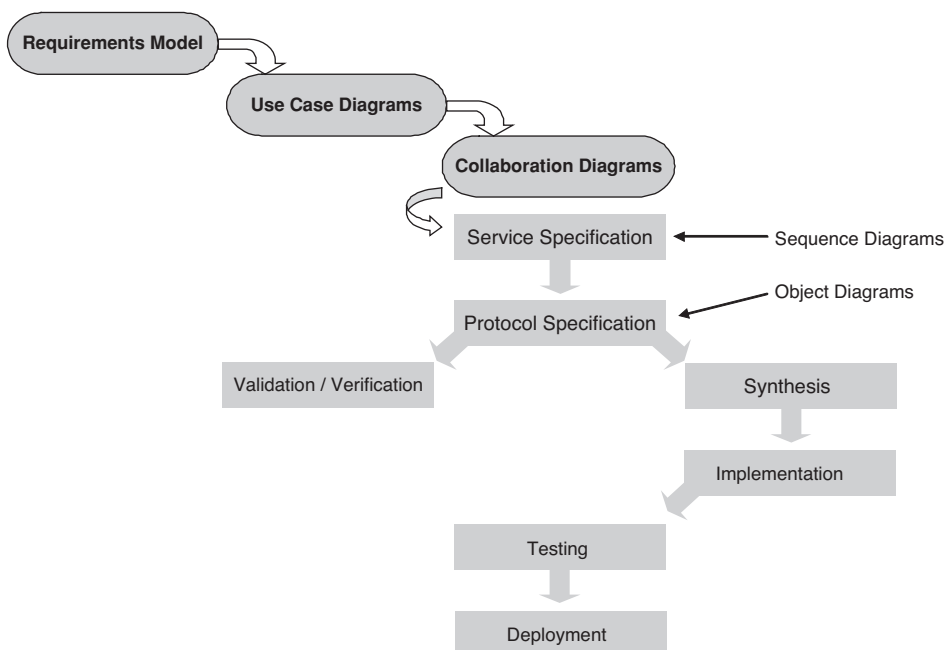 Requirements Model
Use Case Diagrams
Collaboration Diagrams
Service Specification
Sequence Diagrams
Object Diagrams
Protocol Specification
Validation / Verification
Synthesis
Implementation
Testing
Deployment